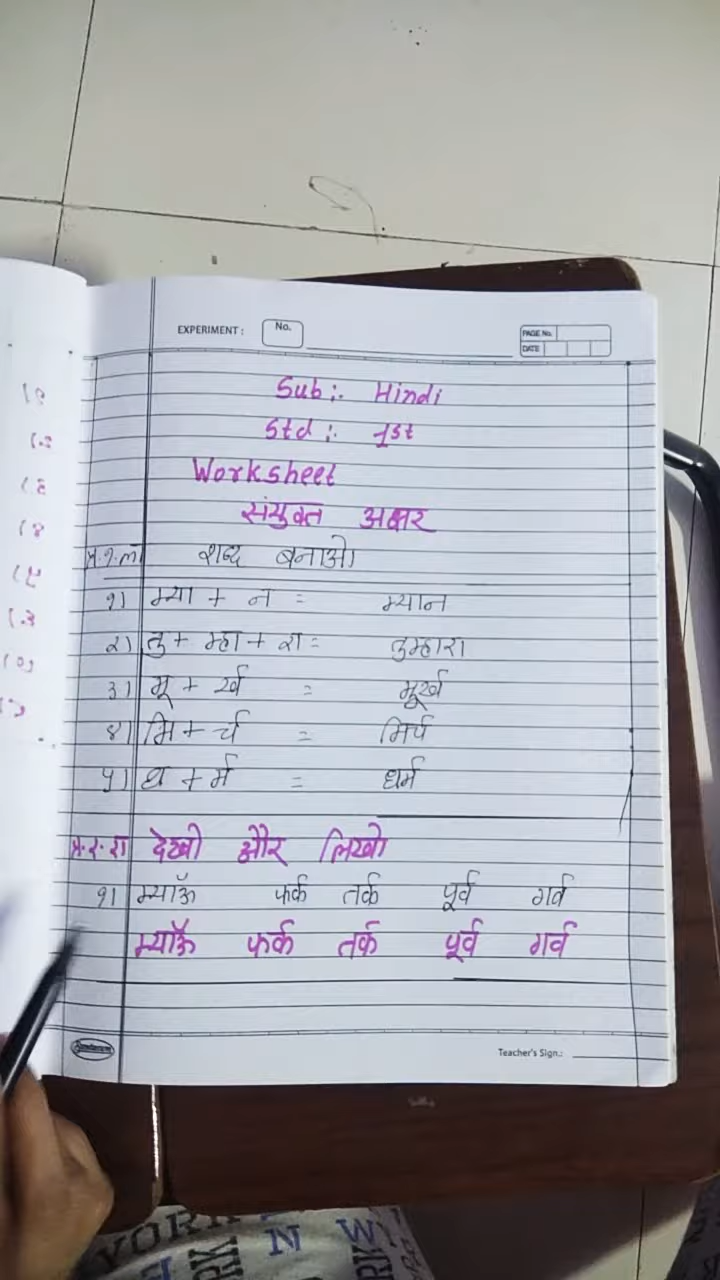 EXPERIMENT : No.
PAGE No.
DATE
Sub :. Hindi
Std :. 1st
Worksheet
संयुक्त अक्षर
प्र.१.ला शब्द बनाओ।
१) म्या + न = म्यान
२) तु + म्हा + रा = तुम्हारा
३) मू + र्ख = मूर्ख
४) मि + र्च = मिर्च
५) ध + र्म = धर्म
प्र.२.रा देखो और लिखो
१) म्याऊँ फर्क तर्क पूर्व गर्व
म्याऊँ फर्क तर्क पूर्व गर्व
Teacher's Sign.: